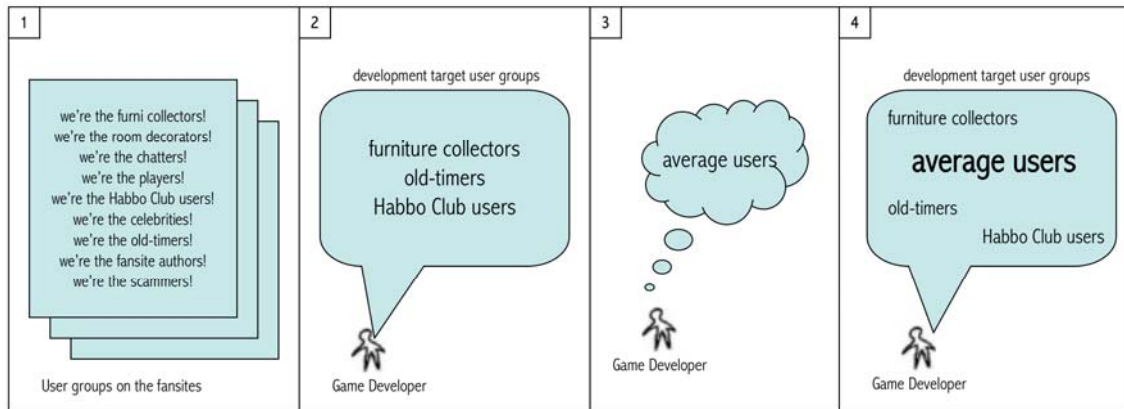 1
we're the furni collectors!
we're the room decorators!
we're the chatters!
we're the players!
we're the Habbo Club users!
we're the celebrities!
we're the old-timers!
we're the fansite authors!
we're the scammers!
User groups on the fansites
2
development target user groups
furniture collectors
old-timers
Habbo Club users
Game Developer
3
average users
Game Developer
4
development target user groups
furniture collectors
average users
old-timers
Habbo Club users
Game Developer